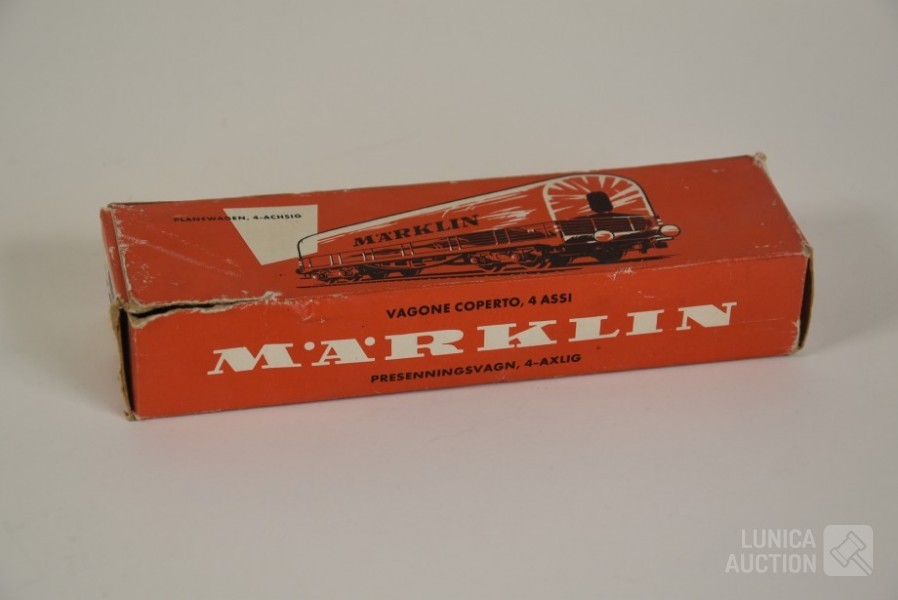 PLANEWAGEN, 4-ACHSIG
MÄRKLIN
VAGONE COPERTO, 4 ASSI
MÄRKLIN
PRESENNINGSVAGN, 4-AXLIG
LUNICA
AUCTION